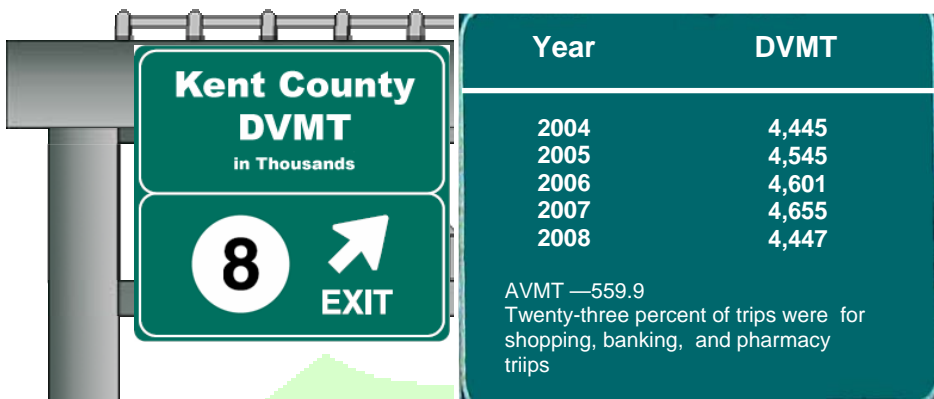 Kent County
DVMT
in Thousands
8
EXIT
Year DVMT
2004 4,445
2005 4,545
2006 4,601
2007 4,655
2008 4,447
AVMT —559.9
Twenty-three percent of trips were for
shopping, banking, and pharmacy
triips